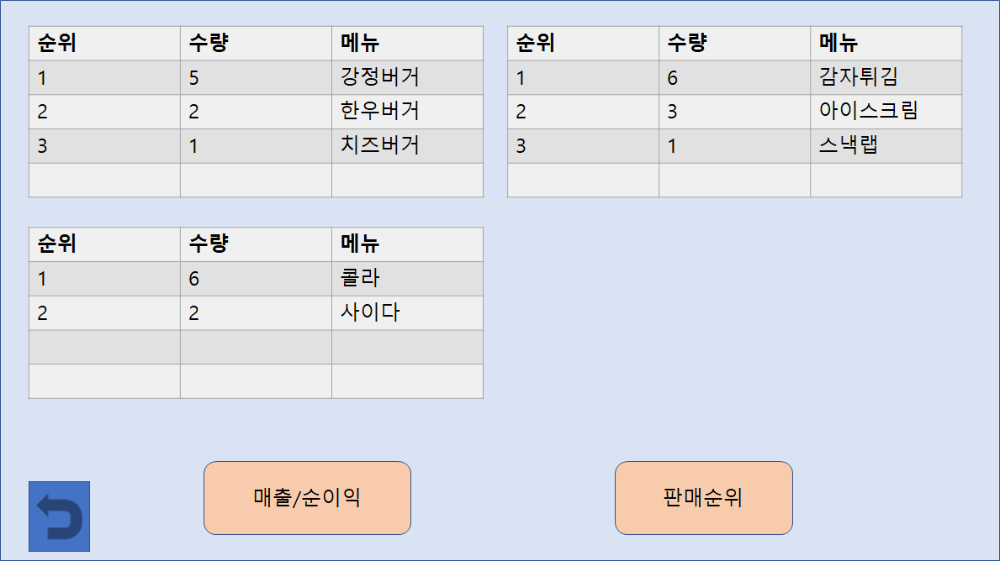 순위 수량 메뉴
1 5 강정버거
2 2 한우버거
3 1 치즈버거
순위 수량 메뉴
1 6 감자튀김
2 3 아이스크림
3 1 스낵랩
순위 수량 메뉴
1 6 콜라
2 2 사이다
매출/순이익
판매순위